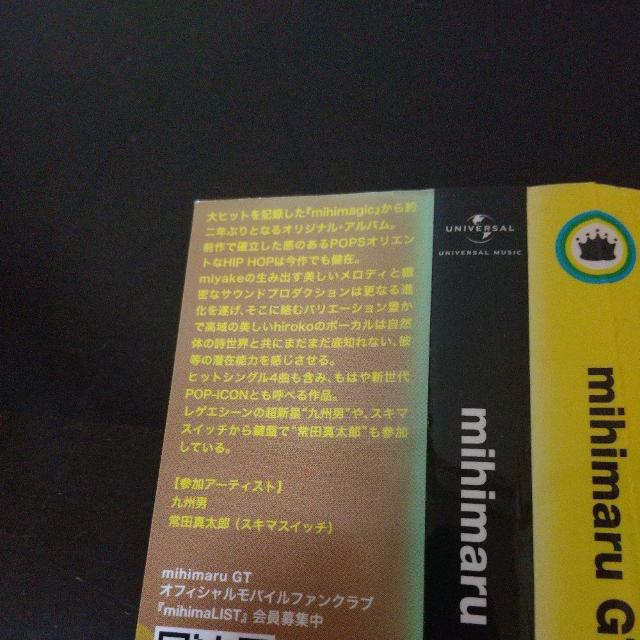 大ヒットを記録した『mihimagic』から約
二年ぶりとなるオリジナル・アルバム。
前作で確立した感のあるPOPSオリエン
トなHIP HOPは今作でも健在。
miyakeの生み出す美しいメロディと緻
密なサウンドプロダクションは更なる進
化を遂げ、そこに絡むバリエーション豊か
で高域の美しいhirokoのボーカルは自然
体の詩世界と共にまだまだ底知れない、彼
等の潜在能力を感じさせる。
ヒットシングル4曲も含み、もはや新世代
POP-ICONとも呼べる作品。
レゲエシーンの超新星“九州男”や、スキマ
スイッチから鍵盤で“常田真太郎”も参加
している。
【参加アーティスト】
九州男
常田真太郎（スキマスイッチ）
mihimaru GT
オフィシャルモバイルファンクラブ
『mihimaLIST』会員募集中
UNIVERSAL
UNIVERSAL MUSIC
mihimaru
mihimaru G